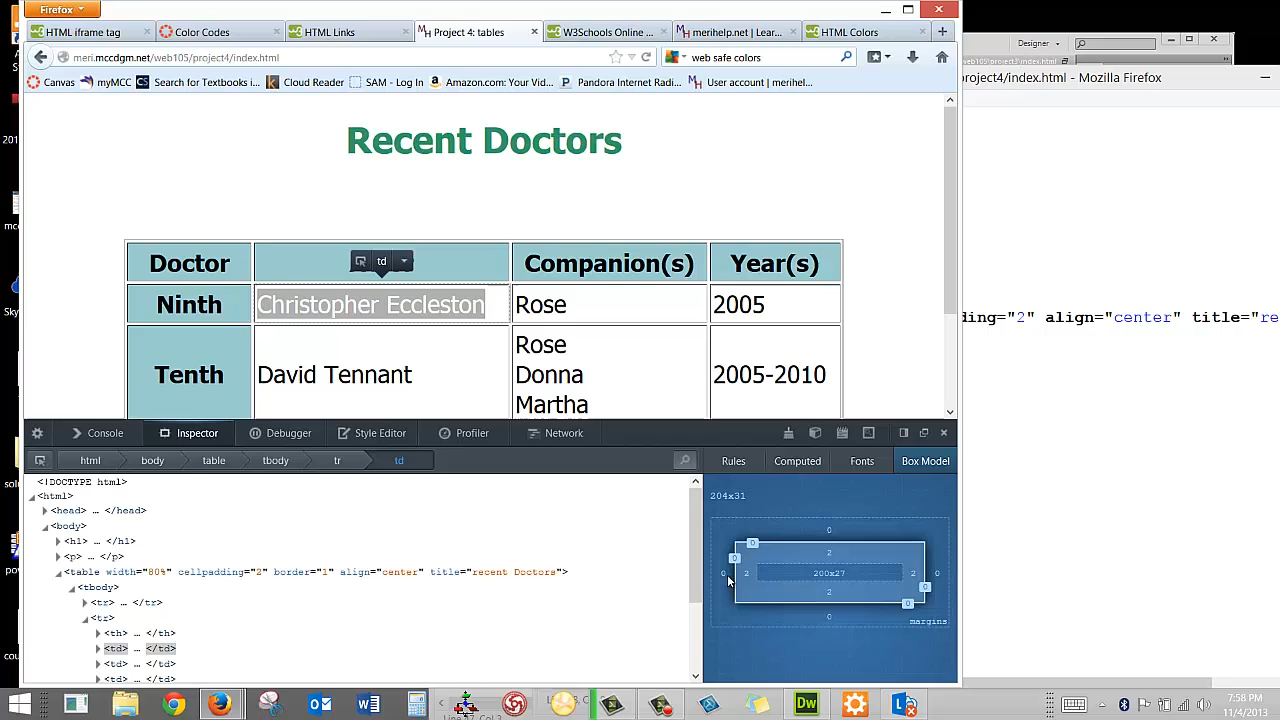 Firefox
HTML iframe tag
Color Codes
HTML Links
Project 4: tables
W3Schools Online ...
merihelp.net | Lear...
HTML Colors
Designer
meri.mccdgm.net/web105/project4/index.html
web safe colors
project4/index.html - Mozilla Firefox
Canvas
myMCC
Search for Textbooks i...
Cloud Reader
SAM - Log In
Amazon.com: Your Vid...
Pandora Internet Radi...
User account | merihel...
Recent Doctors
Doctor
td
Companion(s)
Year(s)
Ninth
Christopher Eccleston
Rose
2005
Tenth
David Tennant
Rose
Donna
Martha
2005-2010
ding="2" align="center" title="re
Console
Inspector
Debugger
Style Editor
Profiler
Network
html
body
table
tbody
tr
td
Rules
Computed
Fonts
Box Model
<!DOCTYPE html>
<html>
<head> … </head>
<body>
<h1> … </h1>
<p> … </p>
<table width="80%" cellpadding="2" border="1" align="center" title="recent Doctors">
<tbody>
<tr> … </tr>
<tr>
<th> … </th>
<td> … </td>
<td> … </td>
<td> … </td>
204x31
0
0
2
0
0
2
200x27
2
0
2
0
0
0
margins
7:58 PM
11/4/2013